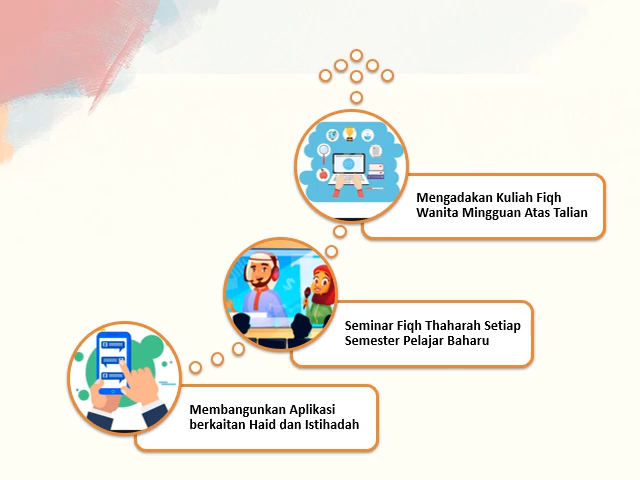 Mengadakan Kuliah Fiqh
Wanita Mingguan Atas Talian
Seminar Fiqh Thaharah Setiap
Semester Pelajar Baharu
Membangunkan Aplikasi
berkaitan Haid dan Istihadah